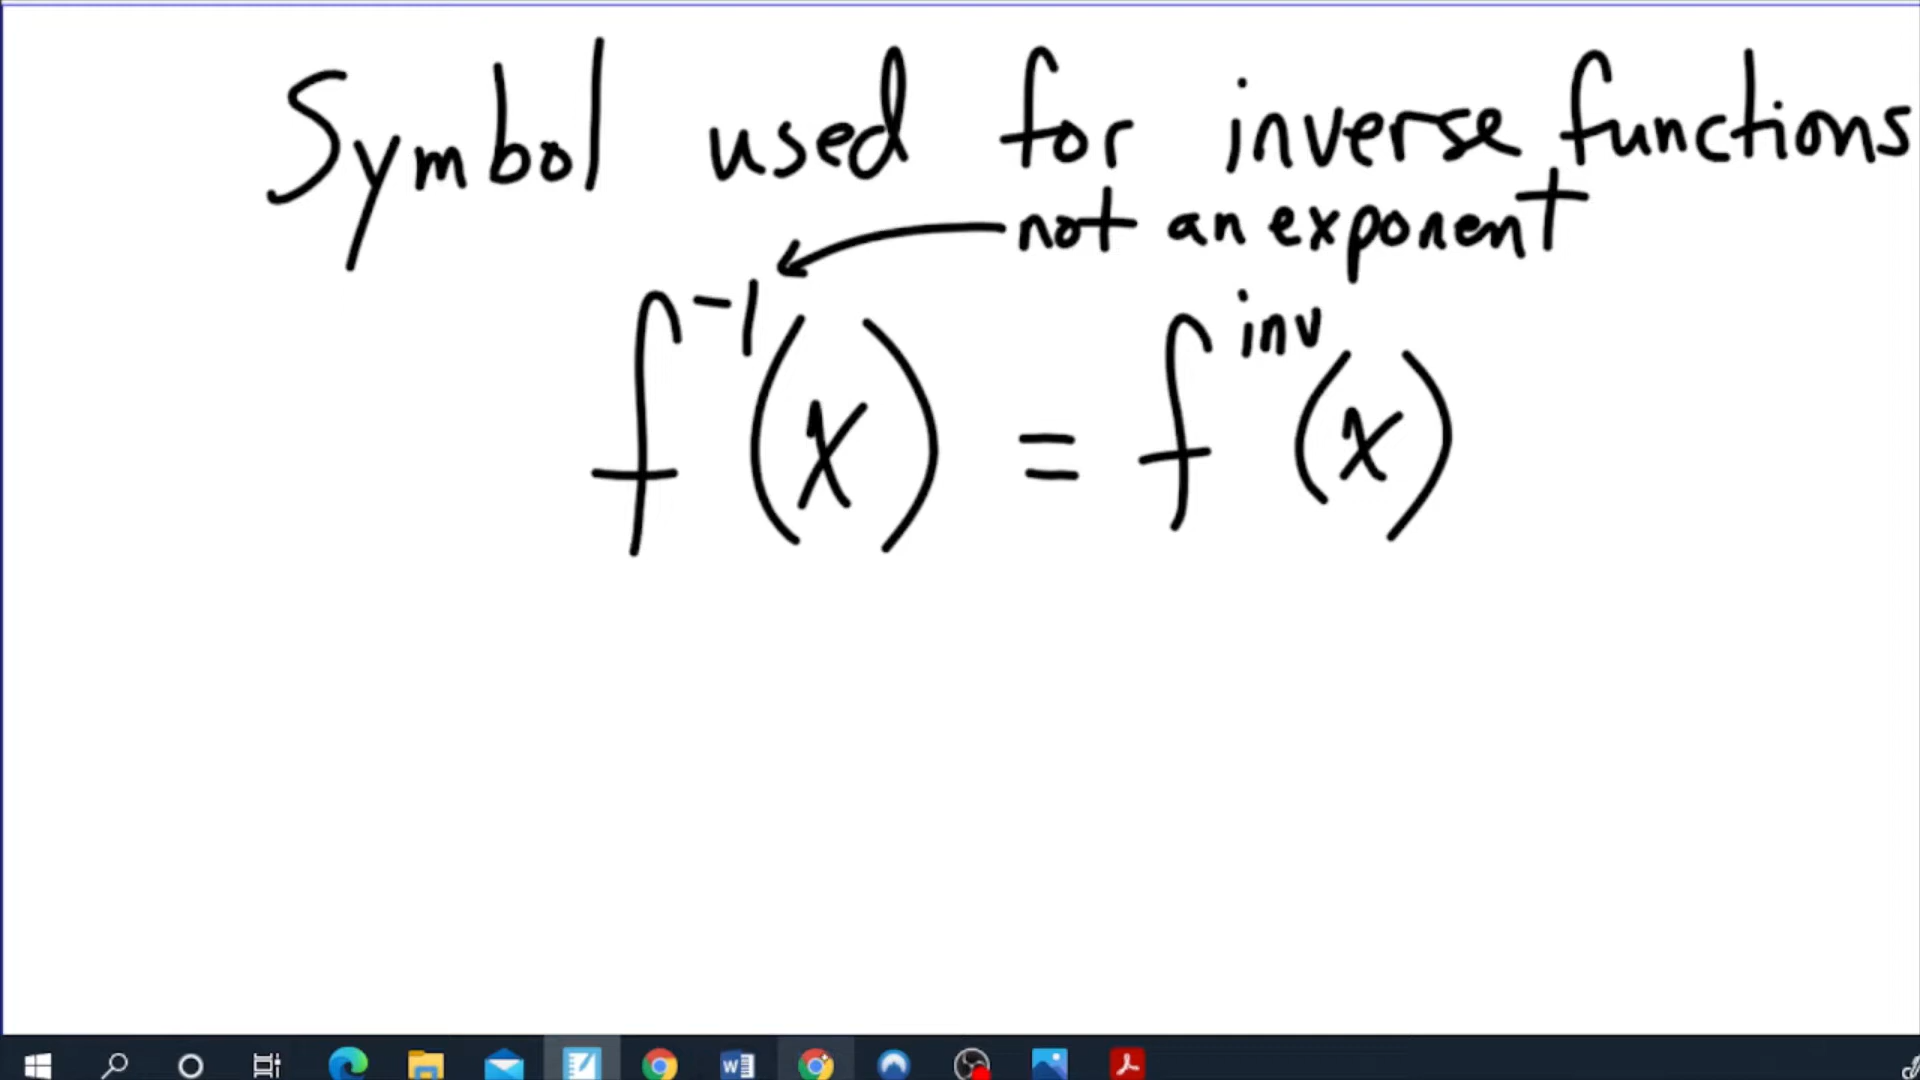 Symbol used for inverse functions
not an exponent
f⁻¹(x) = f^inv(x)